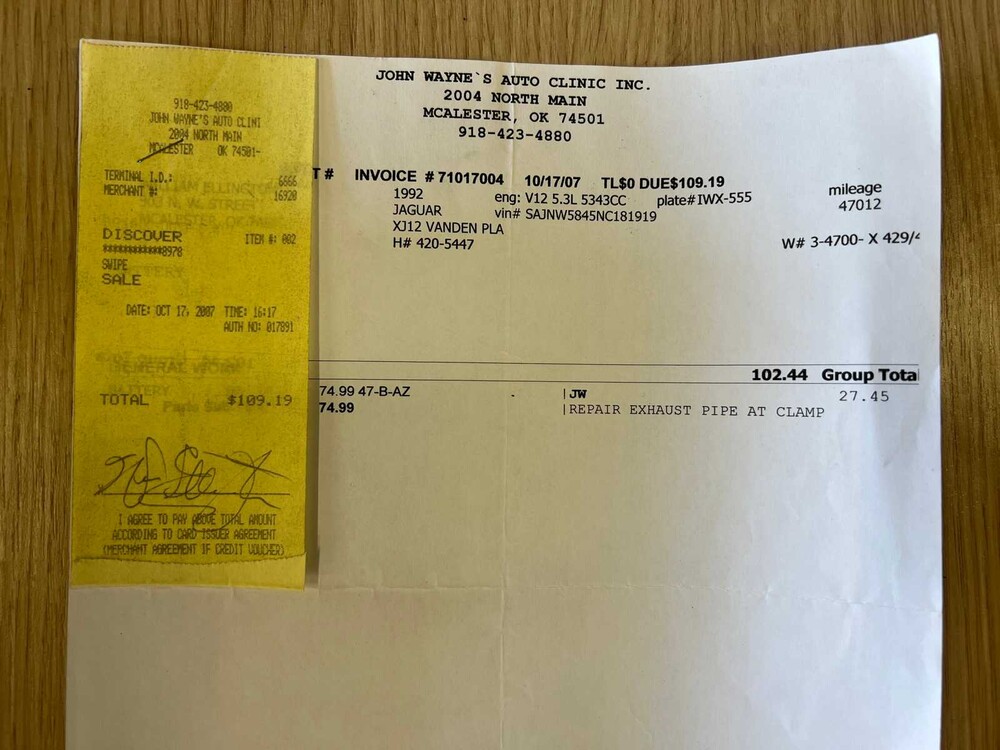 918-423-4880
JOHN WAYNE'S AUTO CLINI
2004 NORTH MAIN
MCALESTER OK 74501-
TERMINAL I.D.: 6666
MERCHANT #: 16920
DISCOVER ITEM #: 002
************8978
SWIPE
SALE
DATE: OCT 17, 2007 TIME: 16:17
AUTH NO: 017891
TOTAL $109.19
I AGREE TO PAY ABOVE TOTAL AMOUNT
ACCORDING TO CARD ISSUER AGREEMENT
(MERCHANT AGREEMENT IF CREDIT VOUCHER)
JOHN WAYNE`S AUTO CLINIC INC.
2004 NORTH MAIN
MCALESTER, OK 74501
918-423-4880
T # INVOICE # 71017004 10/17/07 TL$0 DUE$109.19
1992 eng: V12 5.3L 5343CC plate# IWX-555 mileage
JAGUAR vin# SAJNW5845NC181919 47012
XJ12 VANDEN PLA
H# 420-5447 W# 3-4700- X 429/4
102.44 Group Total
74.99 47-B-AZ | JW 27.45
74.99 |REPAIR EXHAUST PIPE AT CLAMP